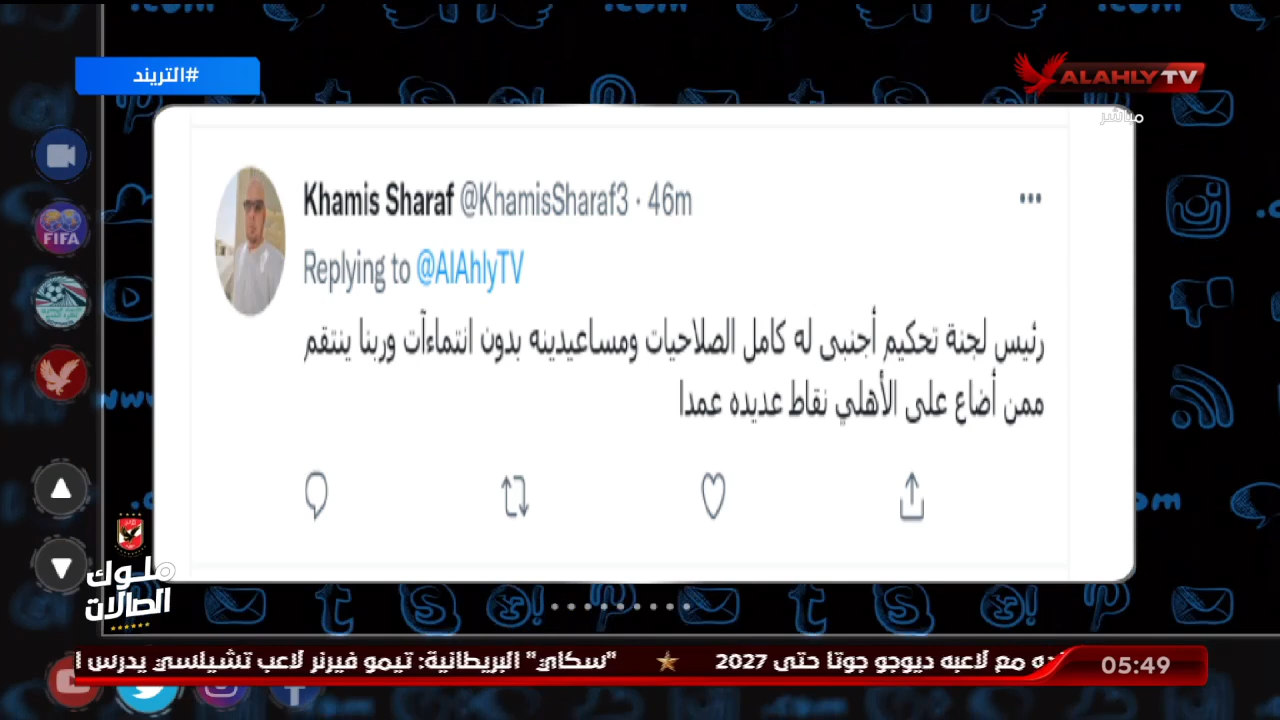 #التريند
ALAHLY TV
مباشر
Khamis Sharaf @KhamisSharaf3 · 46m
Replying to @AlAhlyTV
رئيس لجنة تحكيم أجنبى له كامل الصلاحيات ومساعيدينه بدون انتماءآت وربنا ينتقم
ممن أضاع على الأهلي نقاط عديده عمدا
FIFA
ملوك
الصالات
مع لاعبه ديوجو جوتا حتى 2027 "سكاي" البريطانية: تيمو فيرنر لاعب تشيلسي يدرس
05:49